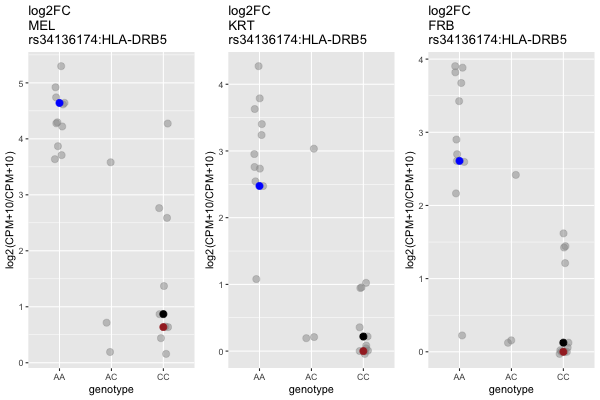 log2FC
MEL
rs34136174:HLA-DRB5
log2(CPM+10/CPM+10)
5
4
3
2
1
0
AA
AC
CC
genotype
log2FC
KRT
rs34136174:HLA-DRB5
log2(CPM+10/CPM+10)
4
3
2
1
0
AA
AC
CC
genotype
log2FC
FRB
rs34136174:HLA-DRB5
log2(CPM+10/CPM+10)
4
3
2
1
0
AA
AC
CC
genotype